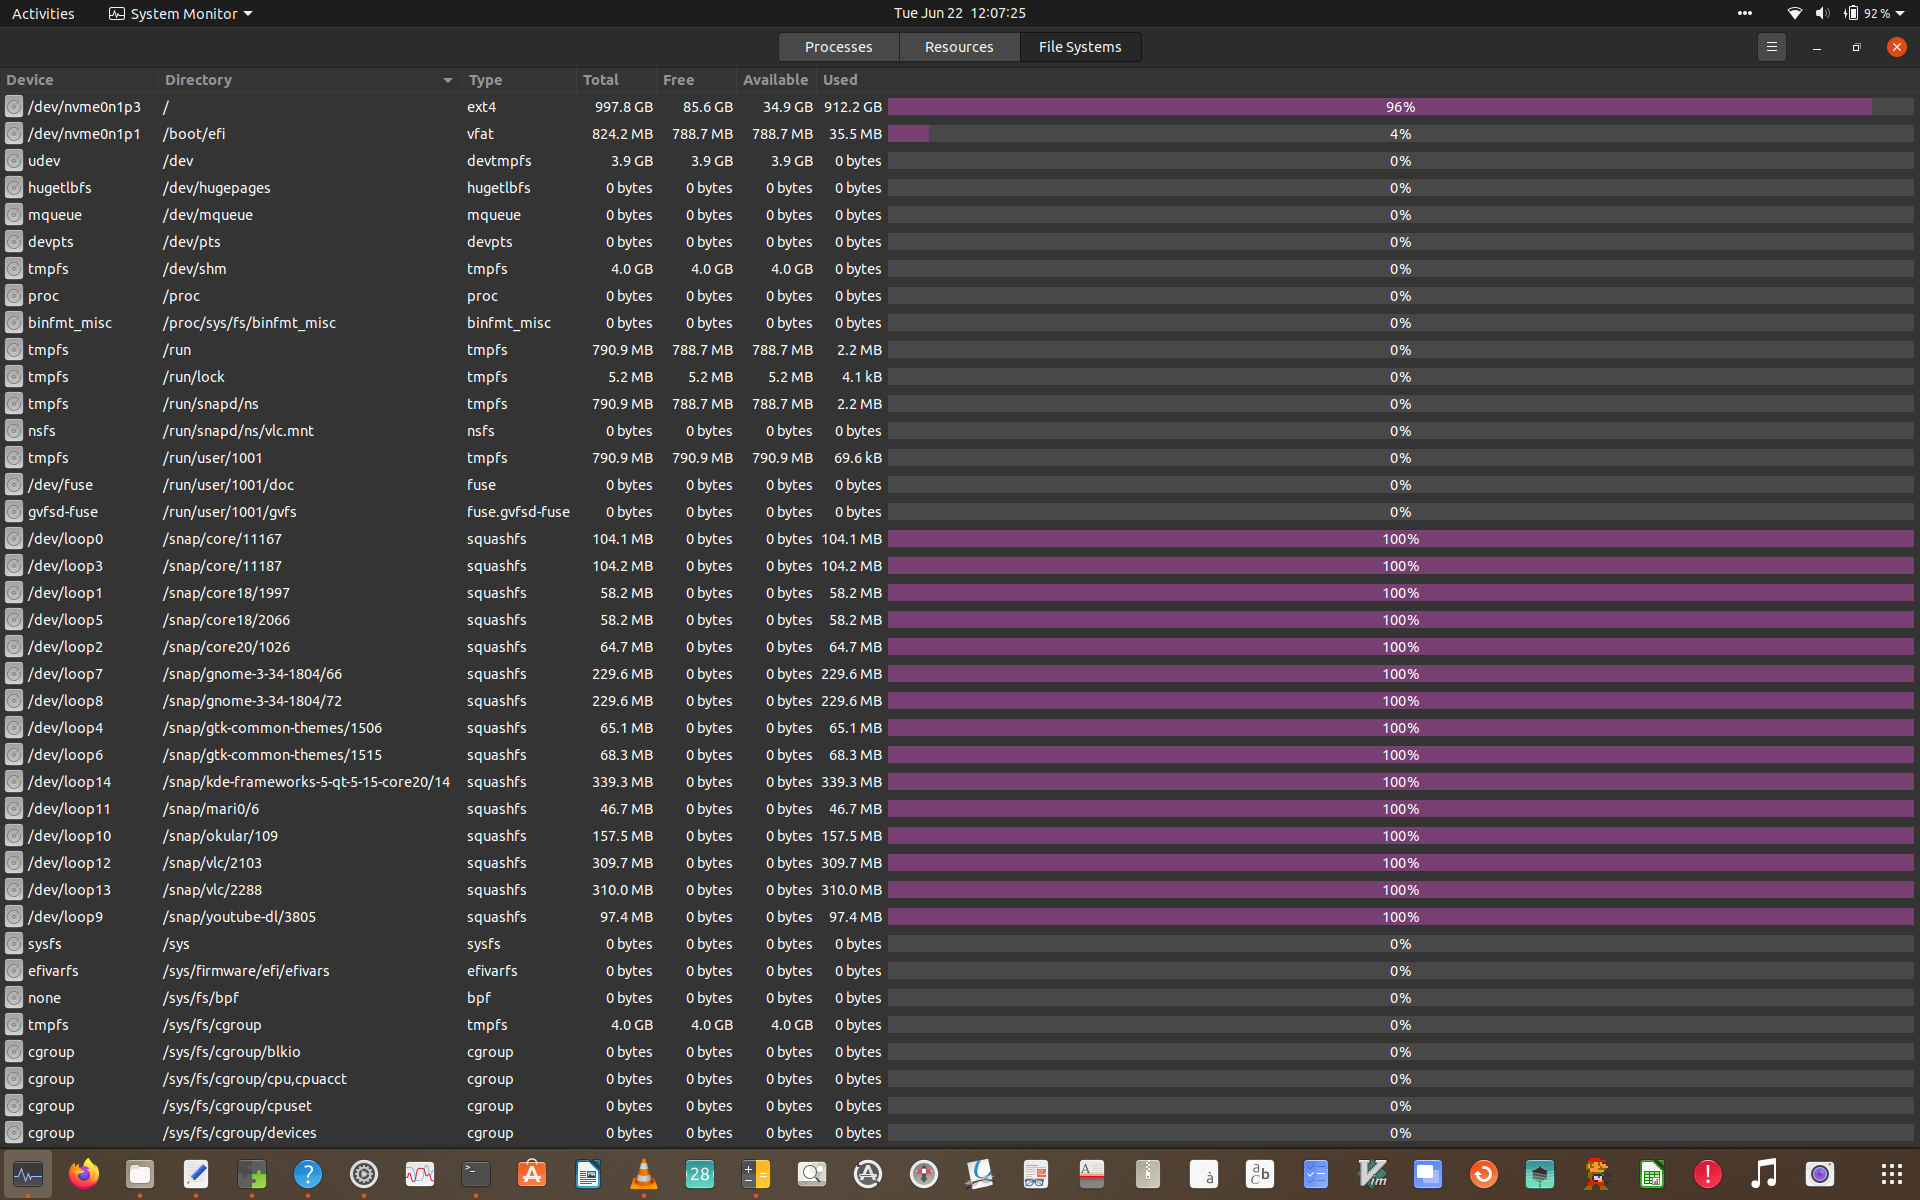 Activities System Monitor Tue Jun 22 12:07:25 92 %
Processes Resources File Systems
Device Directory Type Total Free Available Used
/dev/nvme0n1p3 / ext4 997.8 GB 85.6 GB 34.9 GB 912.2 GB 96%
/dev/nvme0n1p1 /boot/efi vfat 824.2 MB 788.7 MB 788.7 MB 35.5 MB 4%
udev /dev devtmpfs 3.9 GB 3.9 GB 3.9 GB 0 bytes 0%
hugetlbfs /dev/hugepages hugetlbfs 0 bytes 0 bytes 0 bytes 0 bytes 0%
mqueue /dev/mqueue mqueue 0 bytes 0 bytes 0 bytes 0 bytes 0%
devpts /dev/pts devpts 0 bytes 0 bytes 0 bytes 0 bytes 0%
tmpfs /dev/shm tmpfs 4.0 GB 4.0 GB 4.0 GB 0 bytes 0%
proc /proc proc 0 bytes 0 bytes 0 bytes 0 bytes 0%
binfmt_misc /proc/sys/fs/binfmt_misc binfmt_misc 0 bytes 0 bytes 0 bytes 0 bytes 0%
tmpfs /run tmpfs 790.9 MB 788.7 MB 788.7 MB 2.2 MB 0%
tmpfs /run/lock tmpfs 5.2 MB 5.2 MB 5.2 MB 4.1 kB 0%
tmpfs /run/snapd/ns tmpfs 790.9 MB 788.7 MB 788.7 MB 2.2 MB 0%
nsfs /run/snapd/ns/vlc.mnt nsfs 0 bytes 0 bytes 0 bytes 0 bytes 0%
tmpfs /run/user/1001 tmpfs 790.9 MB 790.9 MB 790.9 MB 69.6 kB 0%
/dev/fuse /run/user/1001/doc fuse 0 bytes 0 bytes 0 bytes 0 bytes 0%
gvfsd-fuse /run/user/1001/gvfs fuse.gvfsd-fuse 0 bytes 0 bytes 0 bytes 0 bytes 0%
/dev/loop0 /snap/core/11167 squashfs 104.1 MB 0 bytes 0 bytes 104.1 MB 100%
/dev/loop3 /snap/core/11187 squashfs 104.2 MB 0 bytes 0 bytes 104.2 MB 100%
/dev/loop1 /snap/core18/1997 squashfs 58.2 MB 0 bytes 0 bytes 58.2 MB 100%
/dev/loop5 /snap/core18/2066 squashfs 58.2 MB 0 bytes 0 bytes 58.2 MB 100%
/dev/loop2 /snap/core20/1026 squashfs 64.7 MB 0 bytes 0 bytes 64.7 MB 100%
/dev/loop7 /snap/gnome-3-34-1804/66 squashfs 229.6 MB 0 bytes 0 bytes 229.6 MB 100%
/dev/loop8 /snap/gnome-3-34-1804/72 squashfs 229.6 MB 0 bytes 0 bytes 229.6 MB 100%
/dev/loop4 /snap/gtk-common-themes/1506 squashfs 65.1 MB 0 bytes 0 bytes 65.1 MB 100%
/dev/loop6 /snap/gtk-common-themes/1515 squashfs 68.3 MB 0 bytes 0 bytes 68.3 MB 100%
/dev/loop14 /snap/kde-frameworks-5-qt-5-15-core20/14 squashfs 339.3 MB 0 bytes 0 bytes 339.3 MB 100%
/dev/loop11 /snap/mari0/6 squashfs 46.7 MB 0 bytes 0 bytes 46.7 MB 100%
/dev/loop10 /snap/okular/109 squashfs 157.5 MB 0 bytes 0 bytes 157.5 MB 100%
/dev/loop12 /snap/vlc/2103 squashfs 309.7 MB 0 bytes 0 bytes 309.7 MB 100%
/dev/loop13 /snap/vlc/2288 squashfs 310.0 MB 0 bytes 0 bytes 310.0 MB 100%
/dev/loop9 /snap/youtube-dl/3805 squashfs 97.4 MB 0 bytes 0 bytes 97.4 MB 100%
sysfs /sys sysfs 0 bytes 0 bytes 0 bytes 0 bytes 0%
efivarfs /sys/firmware/efi/efivars efivarfs 0 bytes 0 bytes 0 bytes 0 bytes 0%
none /sys/fs/bpf bpf 0 bytes 0 bytes 0 bytes 0 bytes 0%
tmpfs /sys/fs/cgroup tmpfs 4.0 GB 4.0 GB 4.0 GB 0 bytes 0%
cgroup /sys/fs/cgroup/blkio cgroup 0 bytes 0 bytes 0 bytes 0 bytes 0%
cgroup /sys/fs/cgroup/cpu,cpuacct cgroup 0 bytes 0 bytes 0 bytes 0 bytes 0%
cgroup /sys/fs/cgroup/cpuset cgroup 0 bytes 0 bytes 0 bytes 0 bytes 0%
cgroup /sys/fs/cgroup/devices cgroup 0 bytes 0 bytes 0 bytes 0 bytes 0%
28